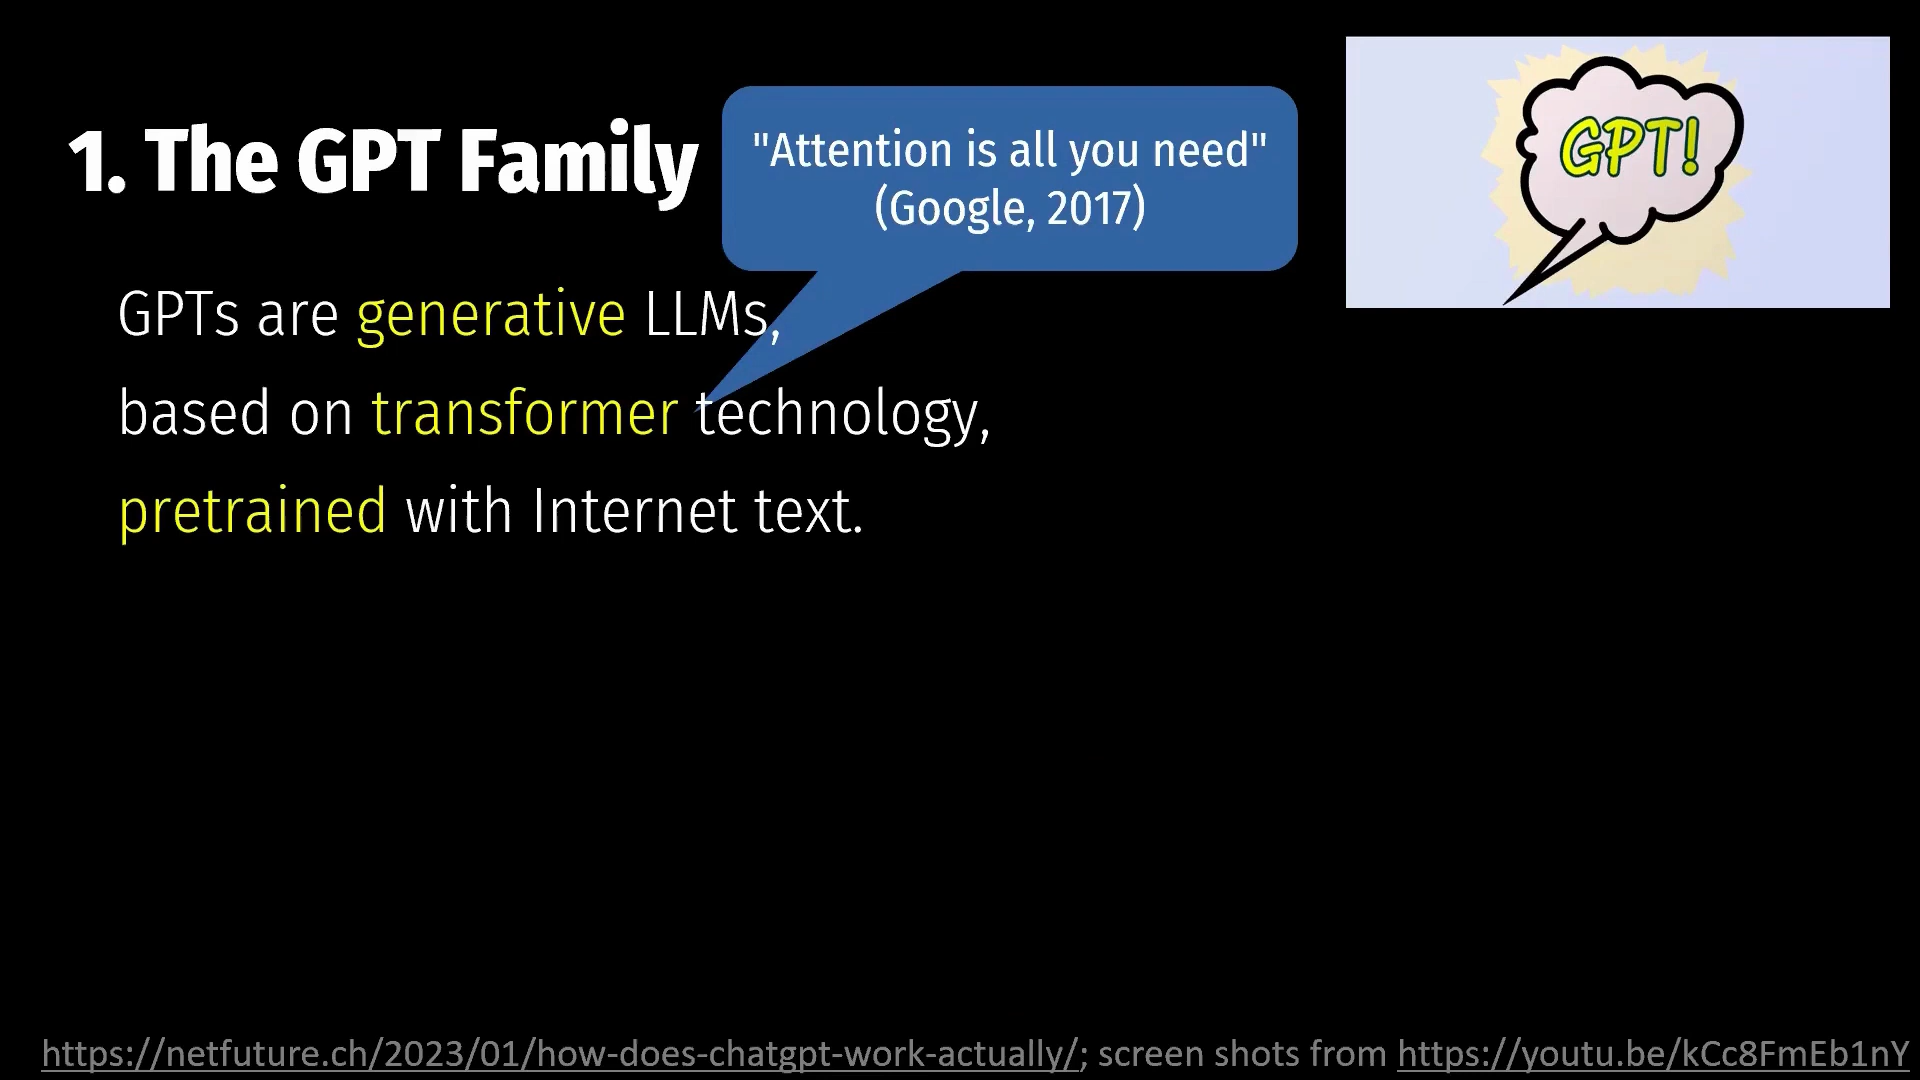 1. The GPT Family
"Attention is all you need"
(Google, 2017)
GPT!
GPTs are generative LLMs,
based on transformer technology,
pretrained with Internet text.
https://netfuture.ch/2023/01/how-does-chatgpt-work-actually/; screen shots from https://youtu.be/kCc8FmEb1nY